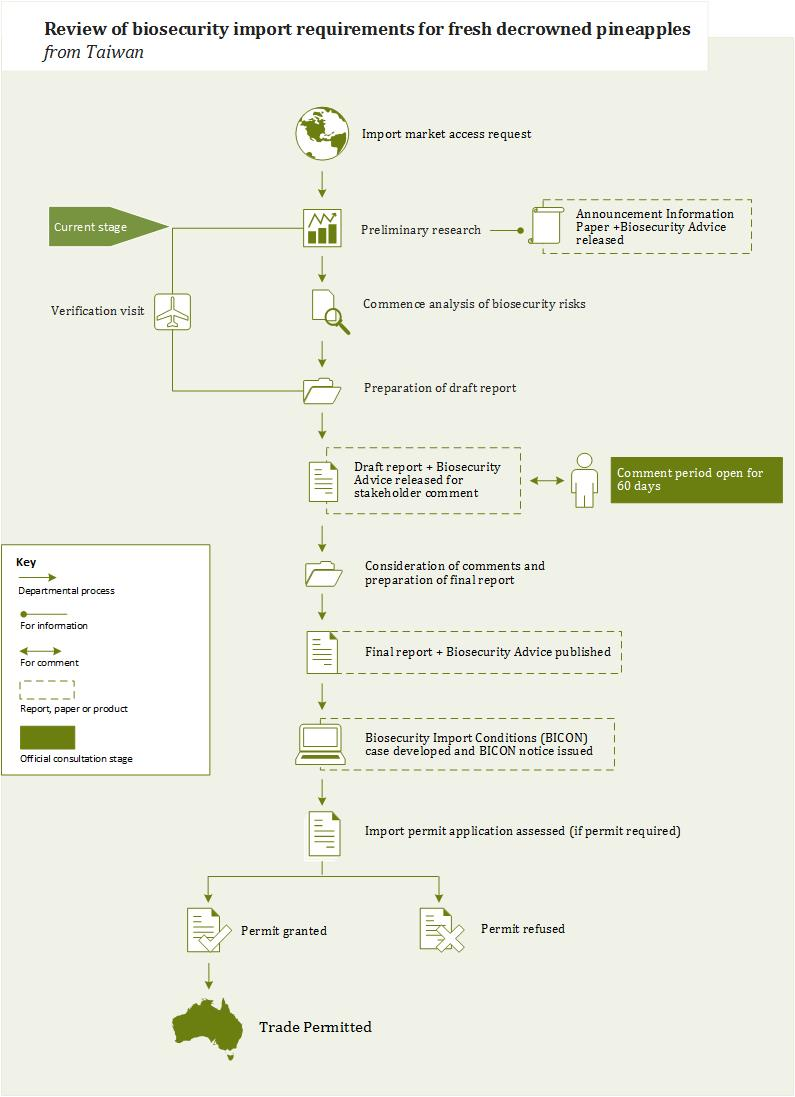 Review of biosecurity import requirements for fresh decrowned pineapples
from Taiwan
Import market access request
Current stage
Preliminary research
Announcement Information
Paper +Biosecurity Advice
released
Verification visit
Commence analysis of biosecurity risks
Preparation of draft report
Draft report + Biosecurity
Advice released for
stakeholder comment
Comment period open for
60 days
Consideration of comments and
preparation of final report
Key
Departmental process
For information
For comment
Report, paper or product
Official consultation stage
Final report + Biosecurity Advice published
Biosecurity Import Conditions (BICON)
case developed and BICON notice issued
Import permit application assessed (if permit required)
Permit granted
Permit refused
Trade Permitted